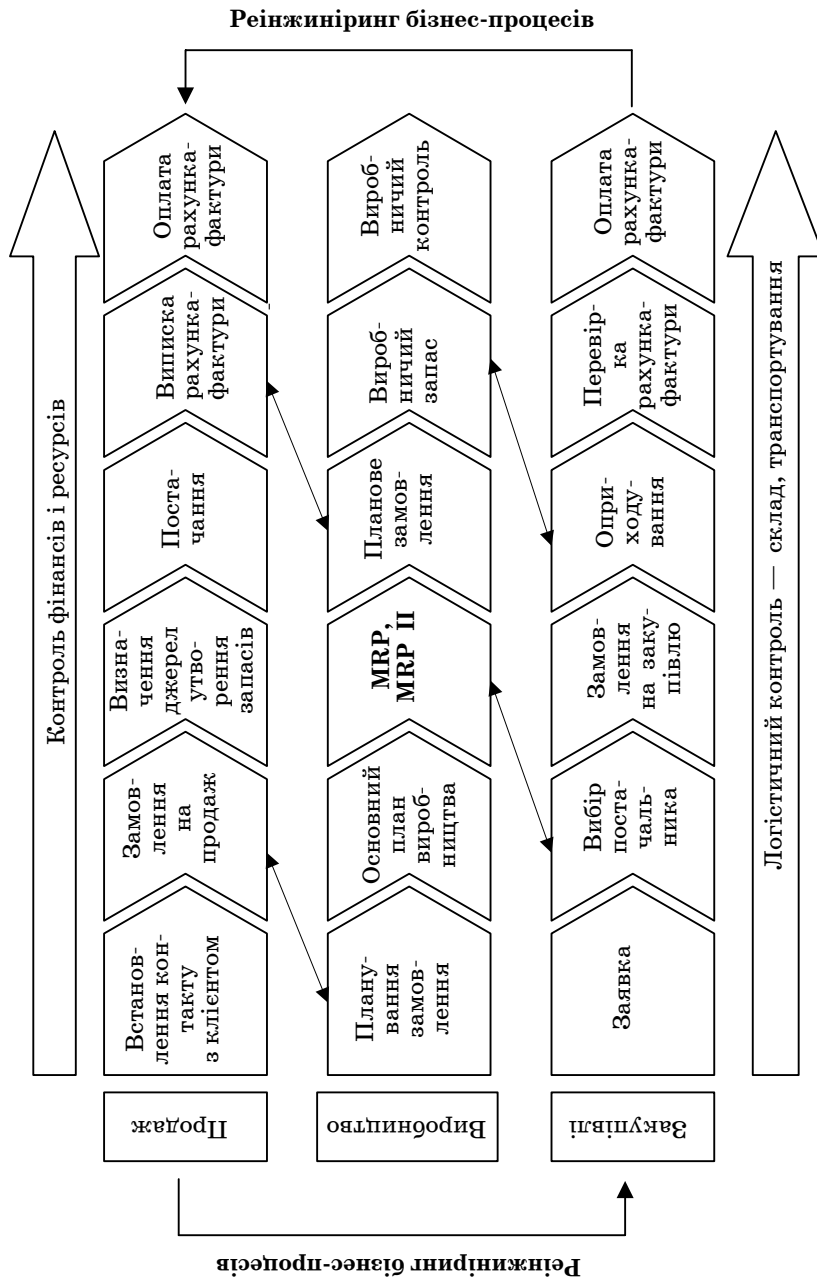 Реінжиніринг бізнес-процесів
Контроль фінансів і ресурсів
Продаж
Встанов-
лення кон-
такту
з клієнтом
Замов-
лення
на
продаж
Визна-
чення
джерел
утво-
рення
запасів
Поста-
чання
Виписка
рахунка-
фактури
Оплата
рахунка-
фактури
Виробництво
Плану-
вання
замов-
лення
Основний
план
вироб-
ництва
MRP,
MRP II
Планове
замов-
лення
Вироб-
ничий
запас
Вироб-
ничий
контроль
Закупівлі
Заявка
Вибір
поста-
чаль-
ника
Замов-
лення
на заку-
півлю
Опри-
ходу-
вання
Перевір-
ка
рахунка-
фактури
Оплата
рахунка-
фактури
Логістичний контроль — склад, транспортування
Реінжиніринг бізнес-процесів